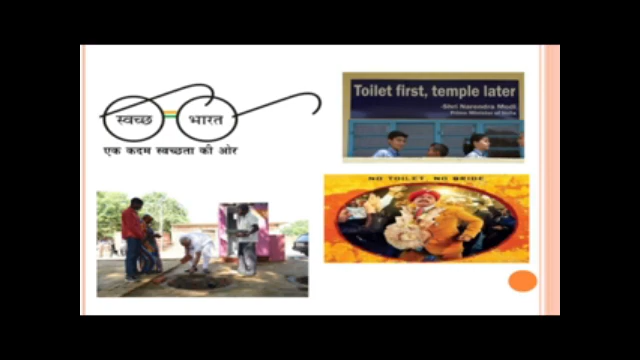 स्वच्छ भारत
एक कदम स्वच्छता की ओर
Toilet first, temple later
-Shri Narendra Modi
Prime Minister of India
NO TOILET, NO BRIDE